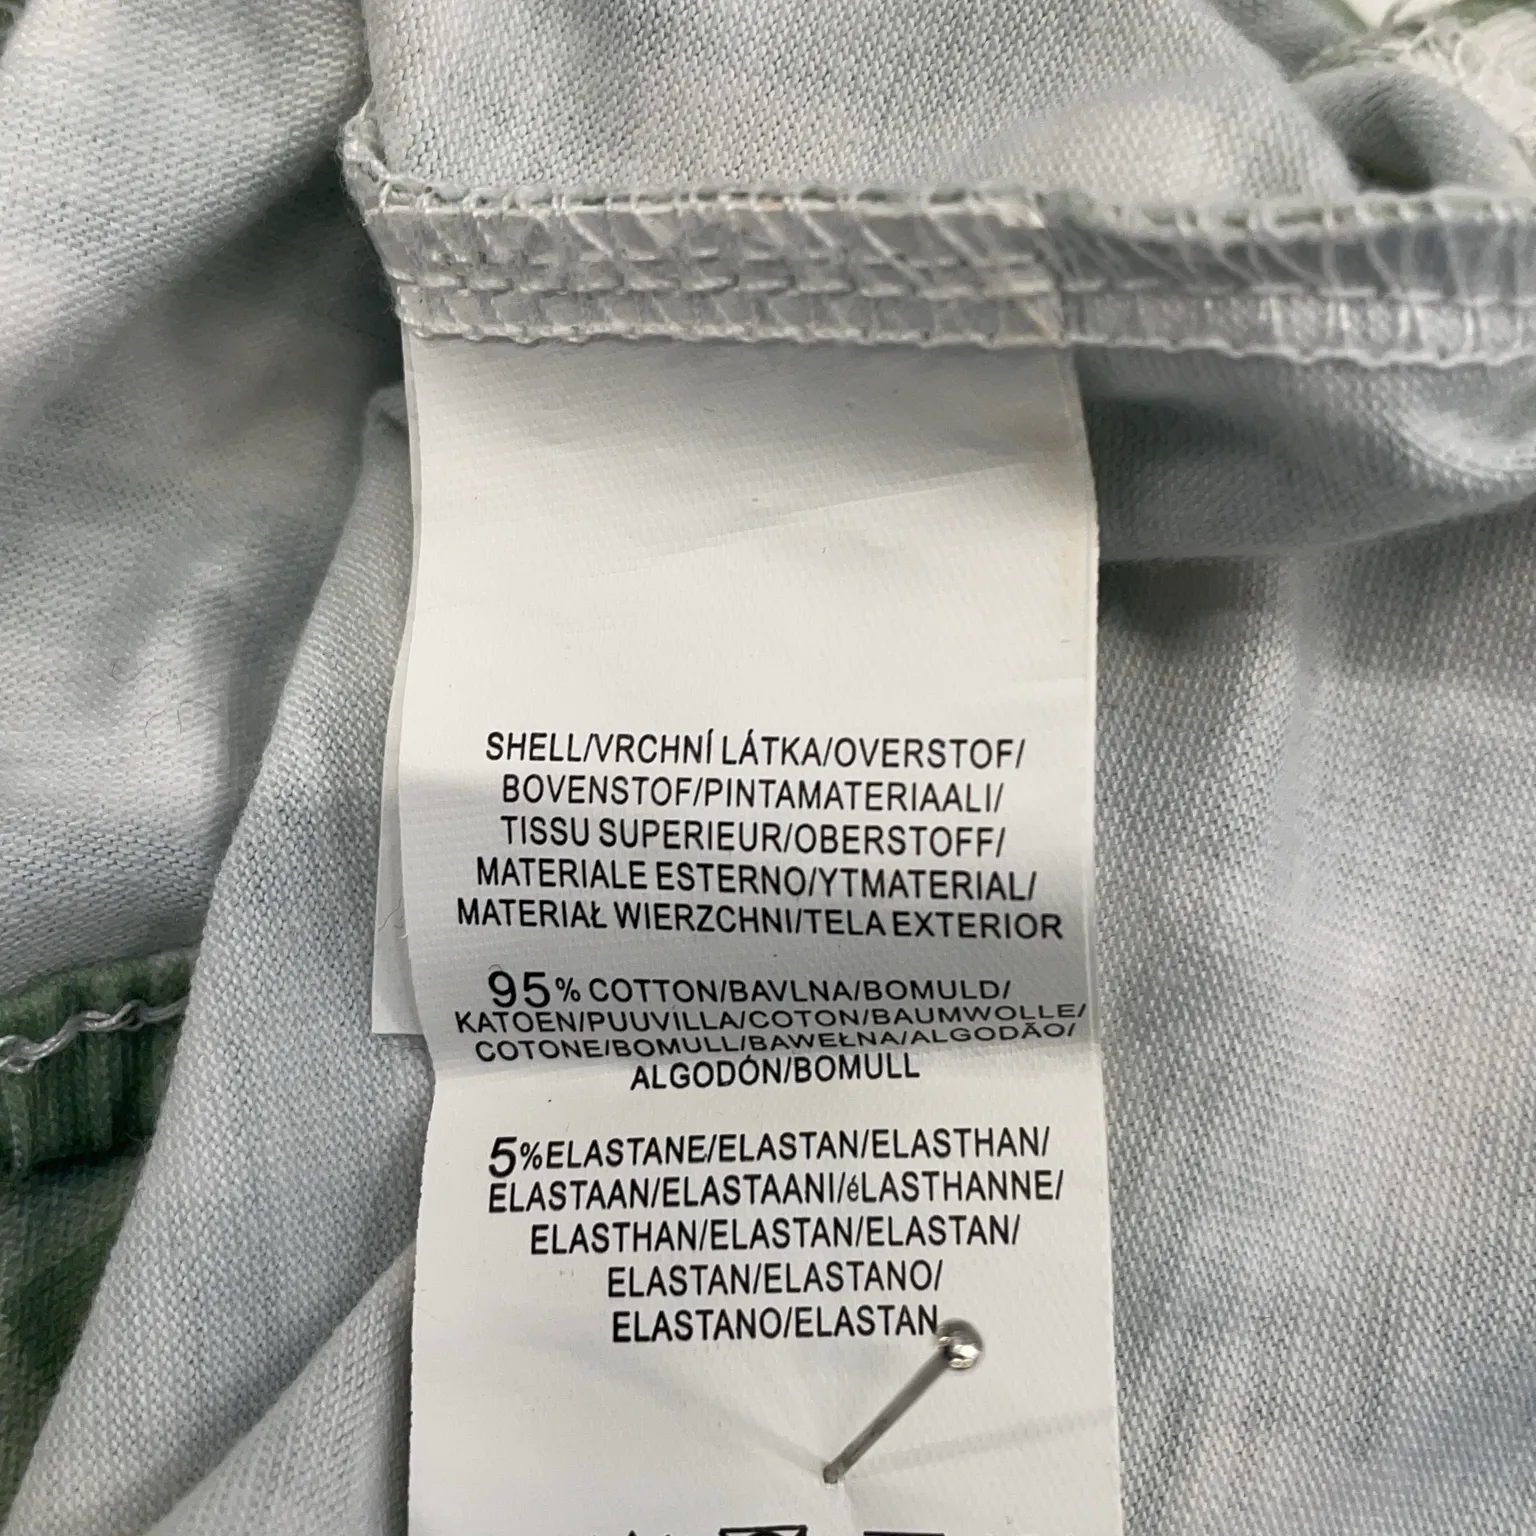 SHELL/VRCHNÍ LÁTKA/OVERSTOF/
BOVENSTOF/PINTAMATERIAALI/
TISSU SUPERIEUR/OBERSTOFF/
MATERIALE ESTERNO/YTMATERIAL/
MATERIAŁ WIERZCHNI/TELA EXTERIOR
95% COTTON/BAVLNA/BOMULD/
KATOEN/PUUVILLA/COTON/BAUMWOLLE/
COTONE/BOMULL/BAWEŁNA/ALGODÃO/
ALGODÓN/BOMULL
5%ELASTANE/ELASTAN/ELASTHAN/
ELASTAAN/ELASTAANI/éLASTHANNE/
ELASTHAN/ELASTAN/ELASTAN/
ELASTAN/ELASTANO/
ELASTANO/ELASTAN